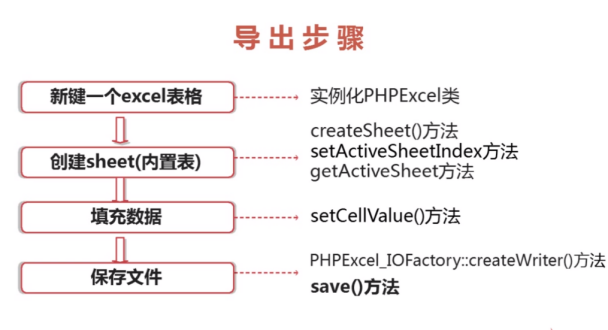 导出步骤
新键一个excel表格
实例化PHPExcel类
创建sheet(内置表)
createSheet()方法
setActiveSheetIndex方法
getActiveSheet方法
填充数据
setCellValue()方法
保存文件
PHPExcel_IOFactory::createWriter()方法
save()方法